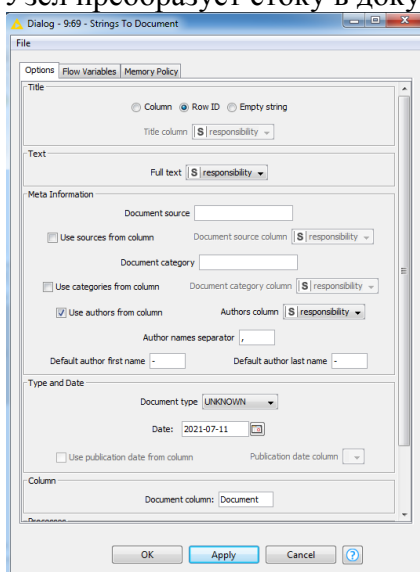 Узел преобразует стоку в доку
Dialog - 9:69 - Strings To Document
File
Options Flow Variables Memory Policy
Title
Column Row ID Empty string
Title column S responsibility
Text
Full text S responsibility
Meta Information
Document source
Use sources from column Document source column S responsibility
Document category
Use categories from column Document category column S responsibility
Use authors from column Authors column S responsibility
Author names separator ,
Default author first name - Default author last name -
Type and Date
Document type UNKNOWN
Date: 2021-07-11
Use publication date from column Publication date column
Column
Document column: Document
Processes
OK Apply Cancel ?